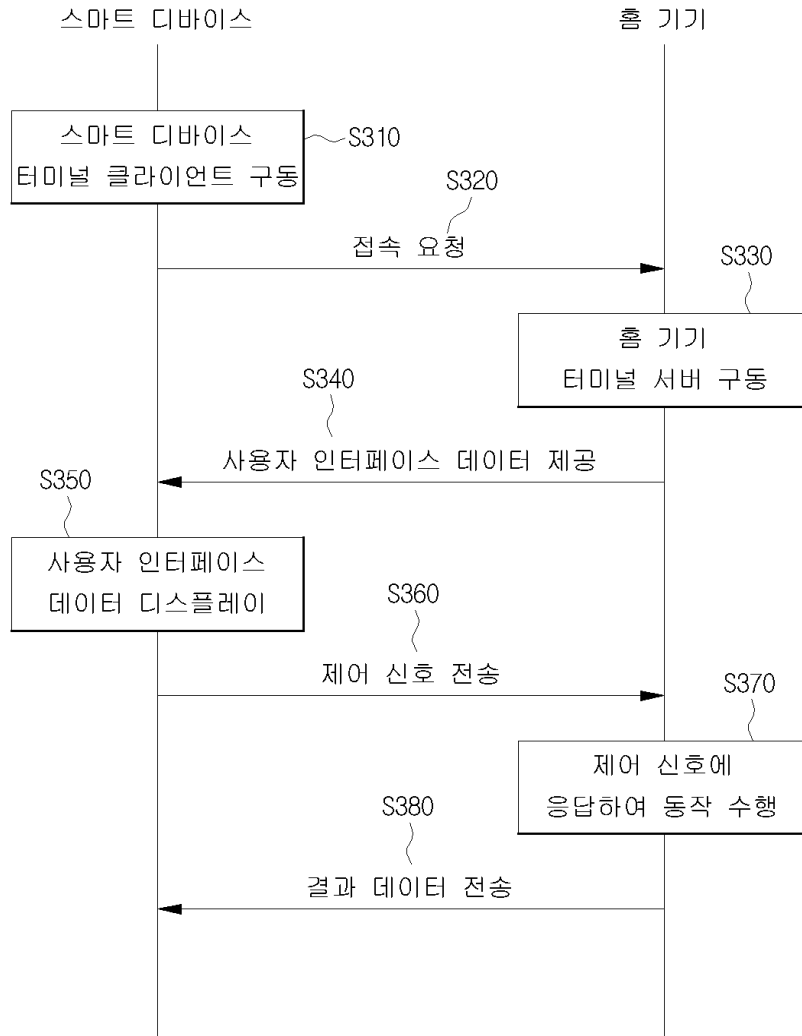 스마트 디바이스
홈 기기
스마트 디바이스
터미널 클라이언트 구동
S310
S320
접속 요청
S330
홈 기기
터미널 서버 구동
S340
사용자 인터페이스 데이터 제공
S350
사용자 인터페이스
데이터 디스플레이
S360
제어 신호 전송
S370
제어 신호에
응답하여 동작 수행
S380
결과 데이터 전송